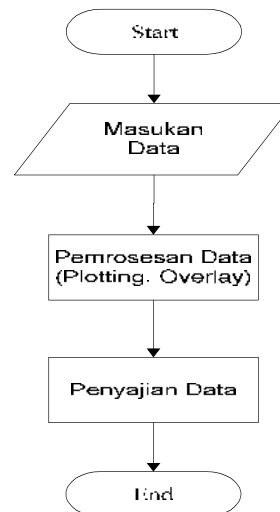 Start
Masukan
Data
Pemrosesan Data
(Plotting. Overlay)
Penyajian Data
End